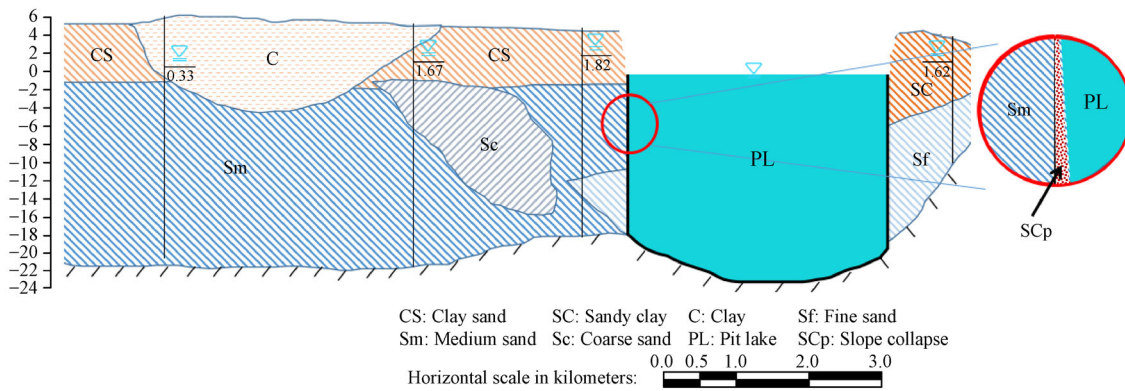 6
4
2
0
−2
−4
−6
−8
−10
−12
−14
−16
−18
−20
−22
−24
CS
C
CS
SC
0.33
1.67
1.82
1.62
Sm
Sc
PL
Sf
Sm
PL
SCp
CS: Clay sand SC: Sandy clay C: Clay Sf: Fine sand
Sm: Medium sand Sc: Coarse sand PL: Pit lake SCp: Slope collapse
0.0 0.5 1.0 2.0 3.0
Horizontal scale in kilometers: